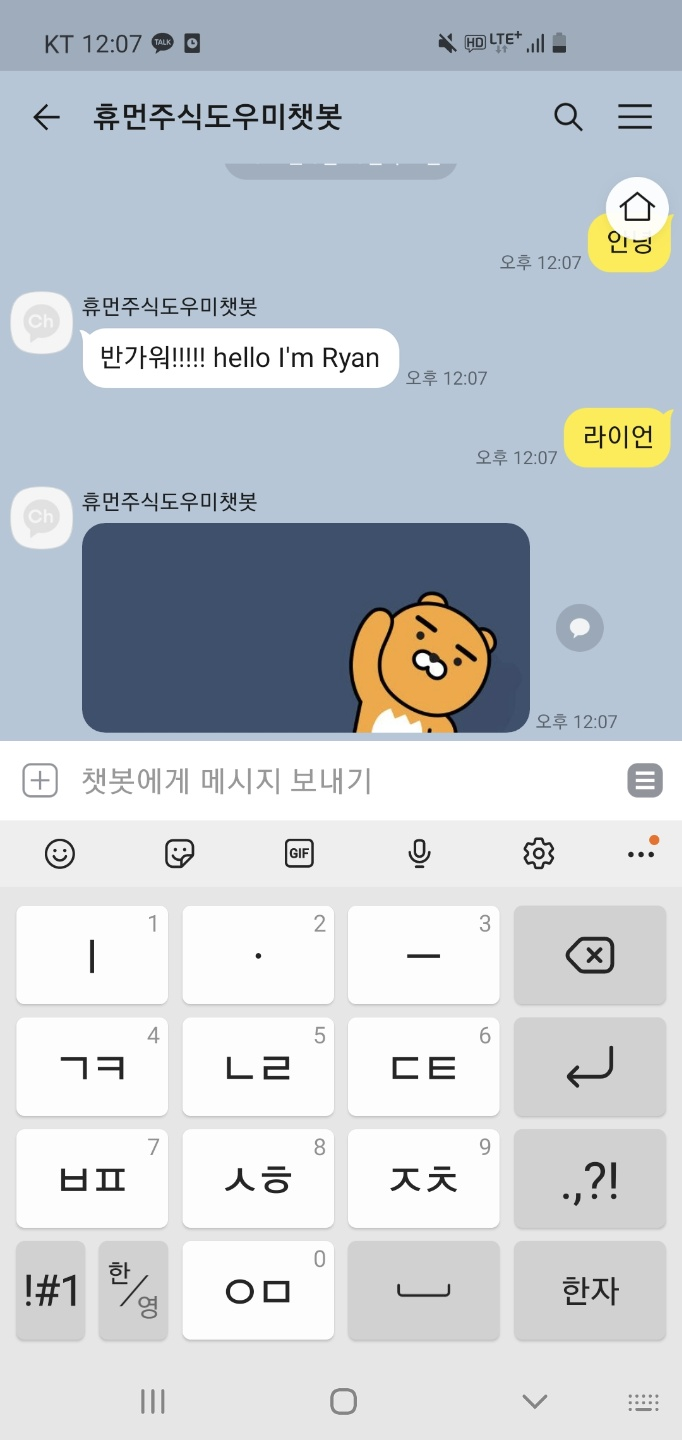 KT 12:07 TALK HD LTE+
휴먼주식도우미챗봇
안녕
오후 12:07
Ch
휴먼주식도우미챗봇
반가워!!!!! hello I'm Ryan
오후 12:07
라이언
오후 12:07
Ch
휴먼주식도우미챗봇
오후 12:07
챗봇에게 메시지 보내기
GIF
ㅣ 1 · 2 ㅡ 3
ㄱㅋ 4 ㄴㄹ 5 ㄷㅌ 6
ㅂㅍ 7 ㅅㅎ 8 ㅈㅊ 9 .,?!
!#1 한/영 ㅇㅁ 0 한자